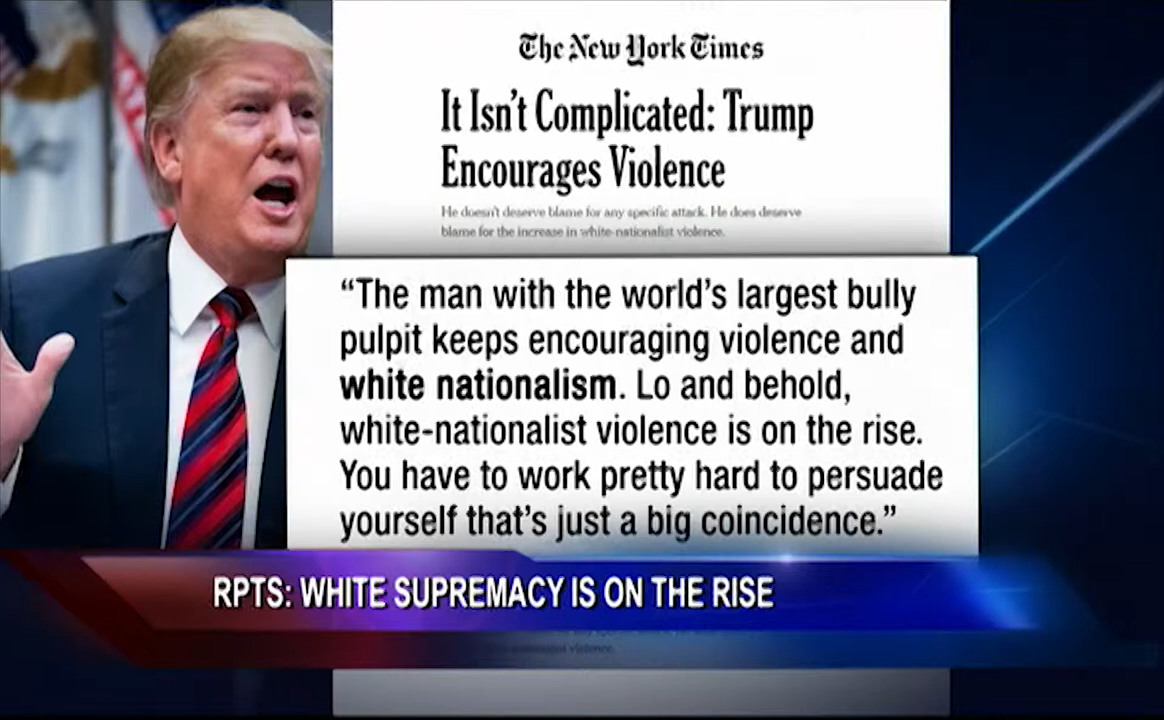 The New York Times
It Isn't Complicated: Trump
Encourages Violence
He doesn't deserve blame for any specific attack. He does deserve
blame for the increase in white-nationalist violence.
“The man with the world's largest bully
pulpit keeps encouraging violence and
white nationalism. Lo and behold,
white-nationalist violence is on the rise.
You have to work pretty hard to persuade
yourself that's just a big coincidence.”
RPTS: WHITE SUPREMACY IS ON THE RISE
violence.